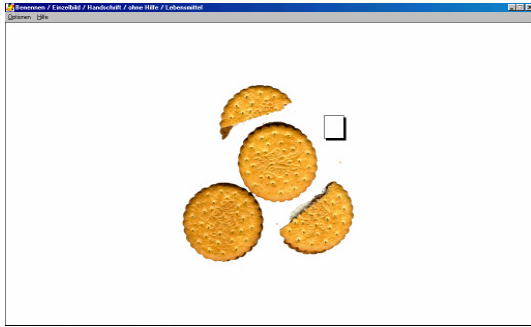 Benennen / Einzelbild / Handschrift / ohne Hilfe / Lebensmittel
Optionen Hilfe